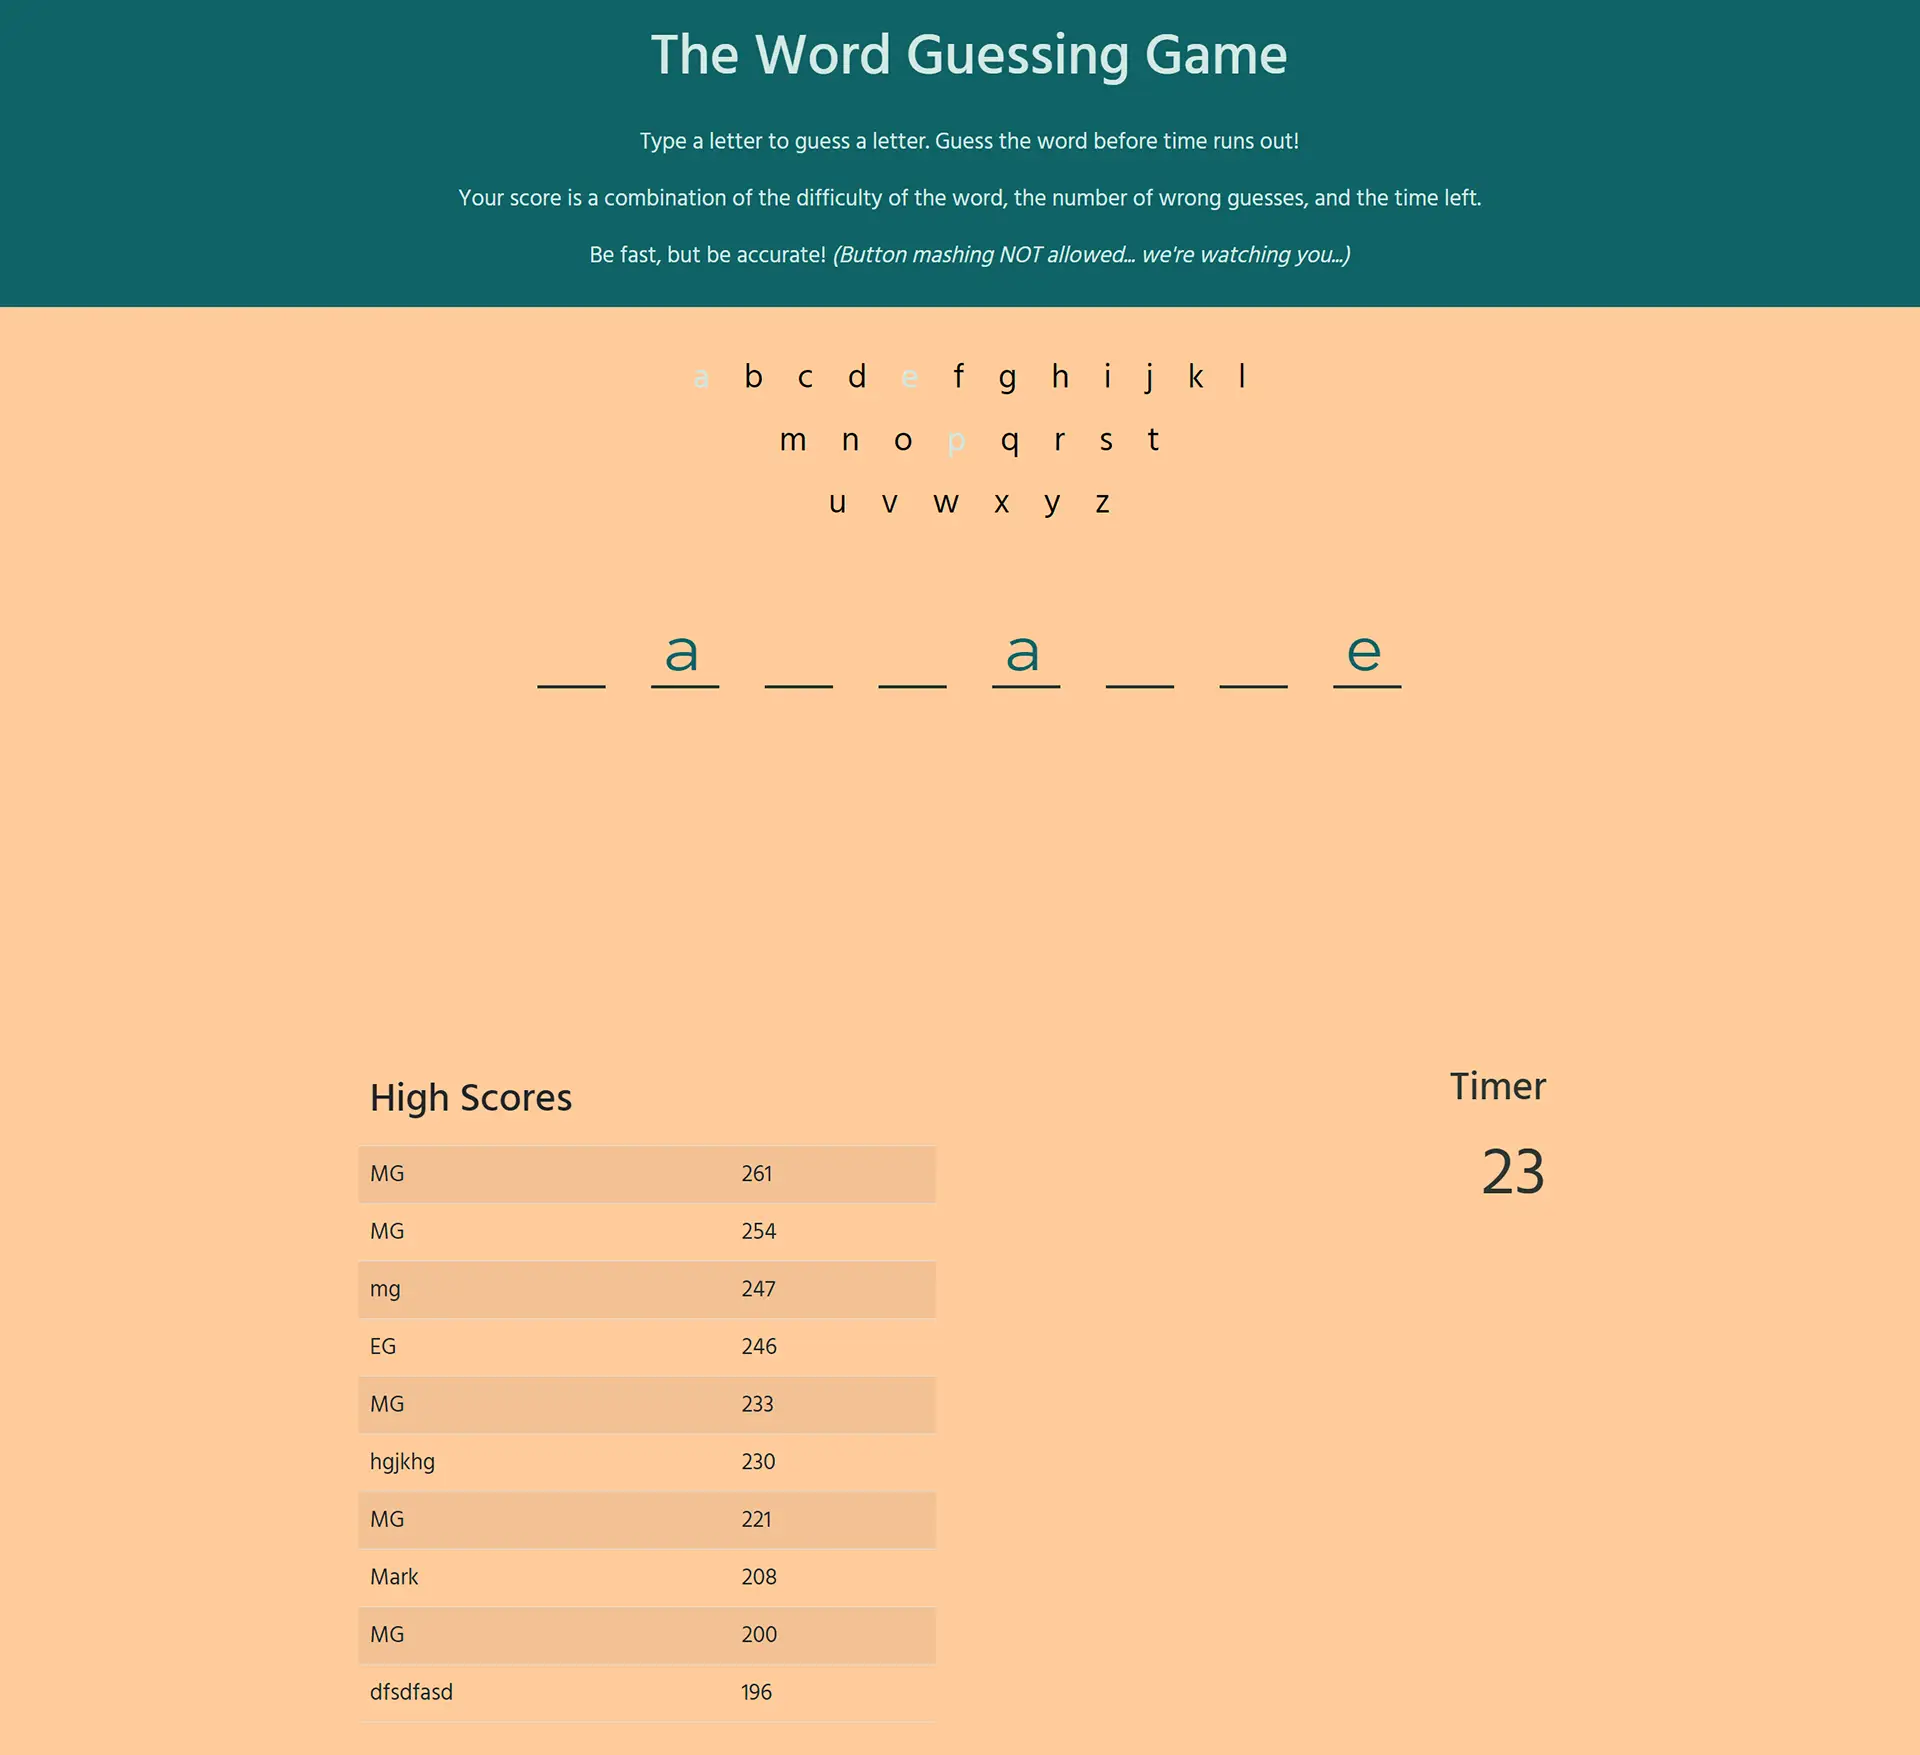 The Word Guessing Game
Type a letter to guess a letter. Guess the word before time runs out!
Your score is a combination of the difficulty of the word, the number of wrong guesses, and the time left.
Be fast, but be accurate! (Button mashing NOT allowed... we're watching you...)
a b c d e f g h i j k l
m n o p q r s t
u v w x y z
_ a _ _ a _ _ e
High Scores
MG 261
MG 254
mg 247
EG 246
MG 233
hgjkhg 230
MG 221
Mark 208
MG 200
dfsdfasd 196
Timer
23